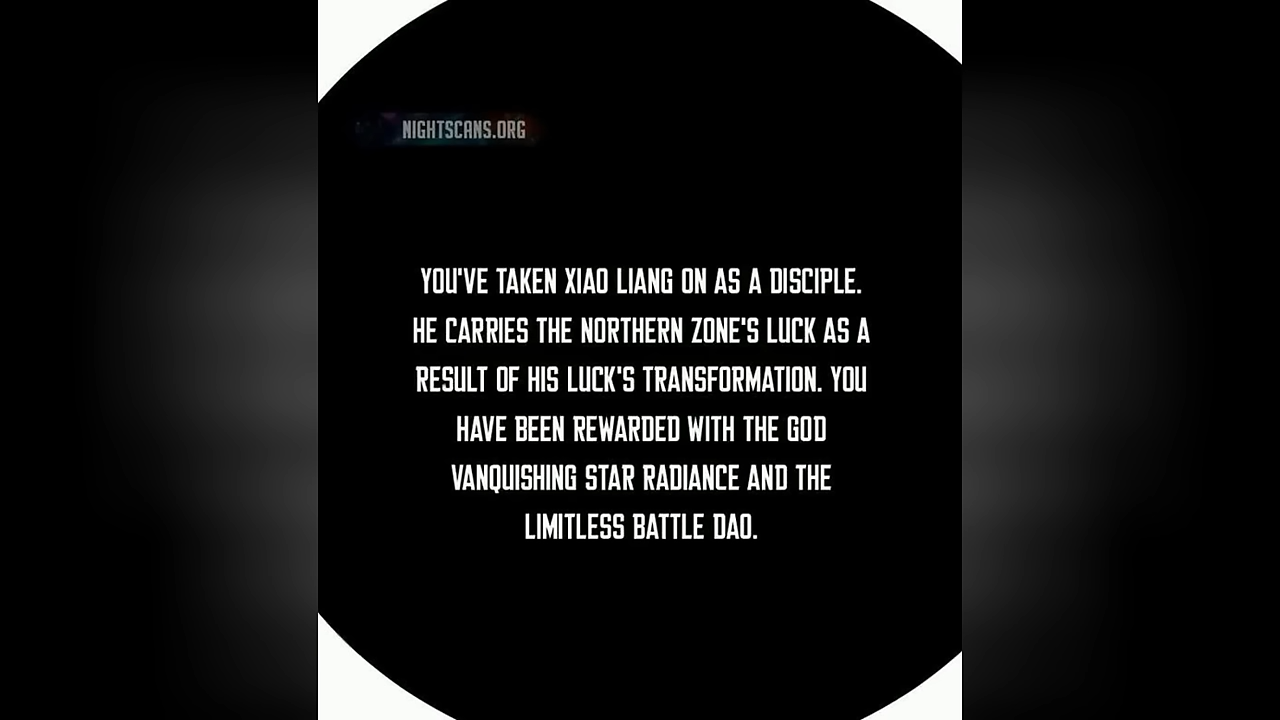 NIGHTSCANS.ORG
YOU'VE TAKEN XIAO LIANG ON AS A DISCIPLE.
HE CARRIES THE NORTHERN ZONE'S LUCK AS A
RESULT OF HIS LUCK'S TRANSFORMATION. YOU
HAVE BEEN REWARDED WITH THE GOD
VANQUISHING STAR RADIANCE AND THE
LIMITLESS BATTLE DAO.